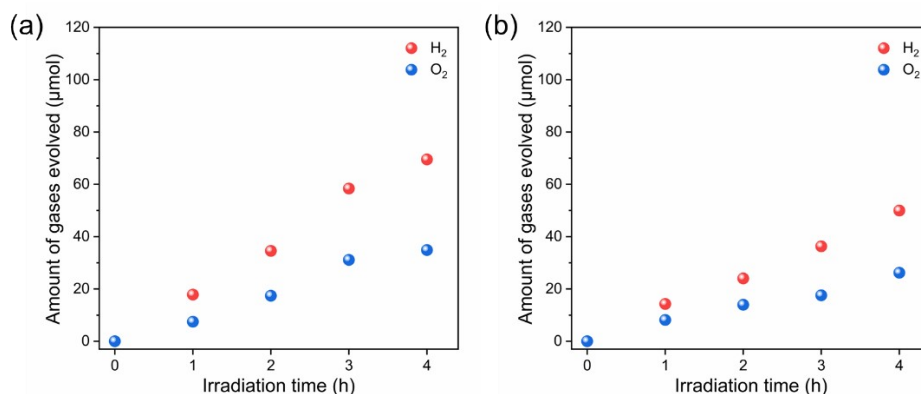 (a)
Amount of gases evolved (μmol)
120
100
80
60
40
20
0
H₂
O₂
0 1 2 3 4
Irradiation time (h)
(b)
Amount of gases evolved (μmol)
120
100
80
60
40
20
0
H₂
O₂
0 1 2 3 4
Irradiation time (h)